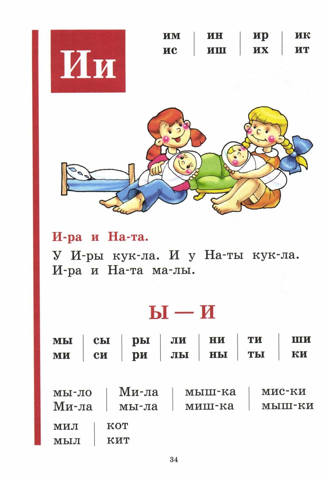 Ии
им ин ир ик
ис иш их ит
И-ра и На-та.
У И-ры кук-ла. И у На-ты кук-ла.
И-ра и На-та ма-лы.
Ы — И
мы сы ры ли ни ти ши
ми си ри лы ны ты ки
мы-ло Ми-ла мыш-ка мис-ки
Ми-ла мы-ла миш-ка мыш-ки
мил кот
мыл кит
34